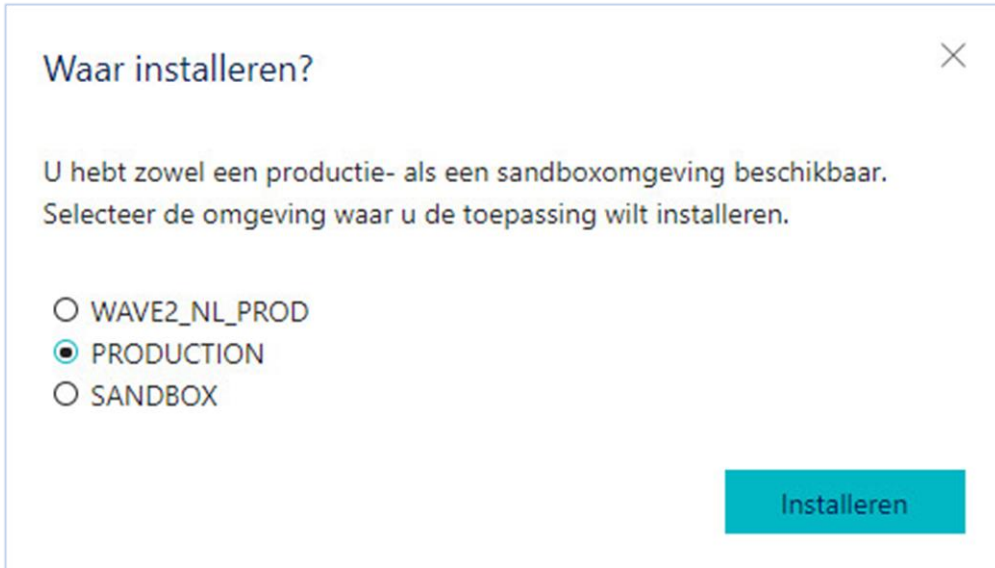 Waar installeren?
U hebt zowel een productie- als een sandboxomgeving beschikbaar.
Selecteer de omgeving waar u de toepassing wilt installeren.
WAVE2_NL_PROD
PRODUCTION
SANDBOX
Installeren